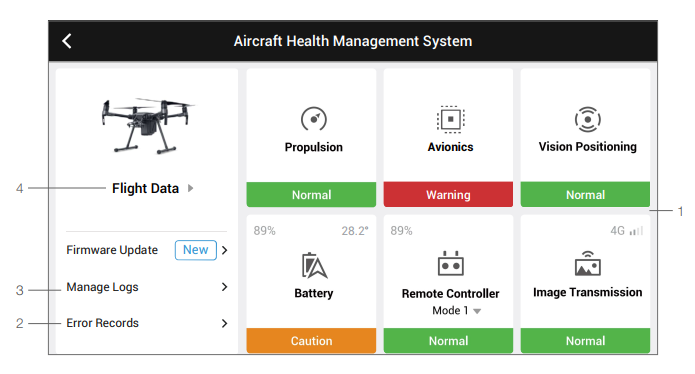 Aircraft Health Management System
4
Flight Data
Firmware Update New
3
Manage Logs
2
Error Records
Propulsion
Normal
Avionics
Warning
Vision Positioning
Normal
1
89% 28.2°
Battery
Caution
89%
Remote Controller
Mode 1
Normal
4G
Image Transmission
Normal